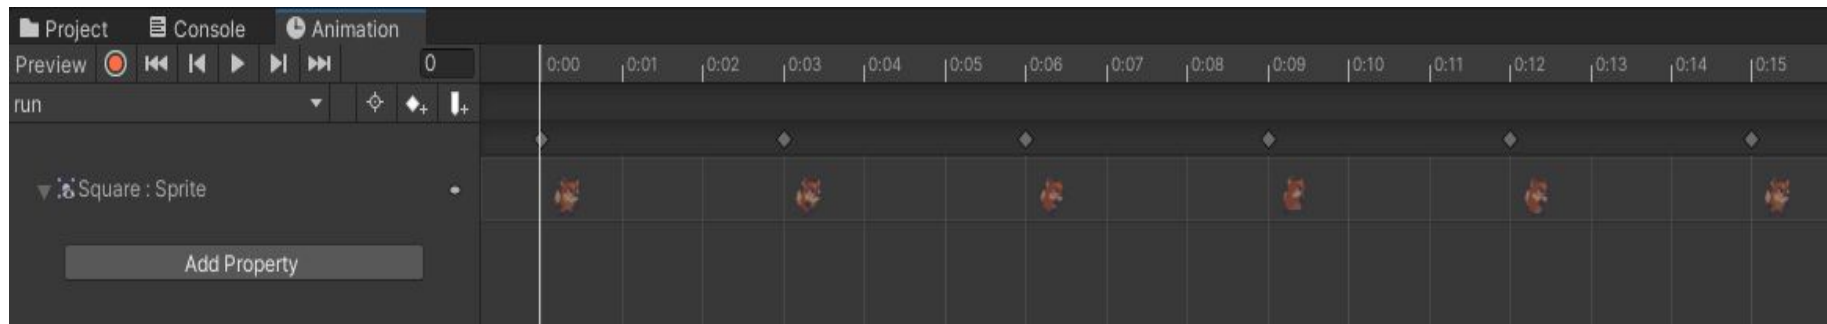 Project Console Animation
Preview 0 0:00 0:01 0:02 0:03 0:04 0:05 0:06 0:07 0:08 0:09 0:10 0:11 0:12 0:13 0:14 0:15
run
Square : Sprite
Add Property